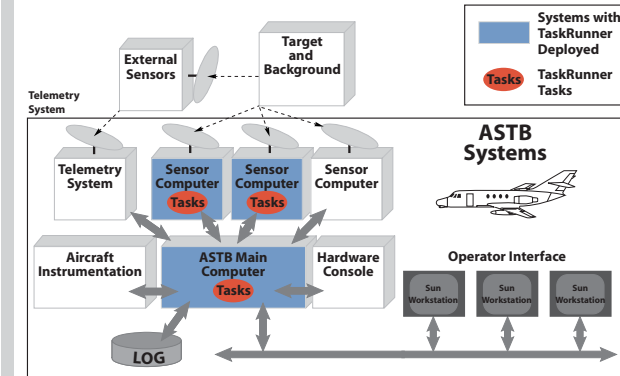 Systems with
TaskRunner
Deployed
Tasks
TaskRunner
Tasks
Target
and
Background
External
Sensors
Telemetry
System
ASTB
Systems
Telemetry
System
Sensor
Computer
Tasks
Sensor
Computer
Tasks
Sensor
Computer
Aircraft
Instrumentation
ASTB Main
Computer
Tasks
Hardware
Console
Operator Interface
Sun
Workstation
Sun
Workstation
Sun
Workstation
LOG